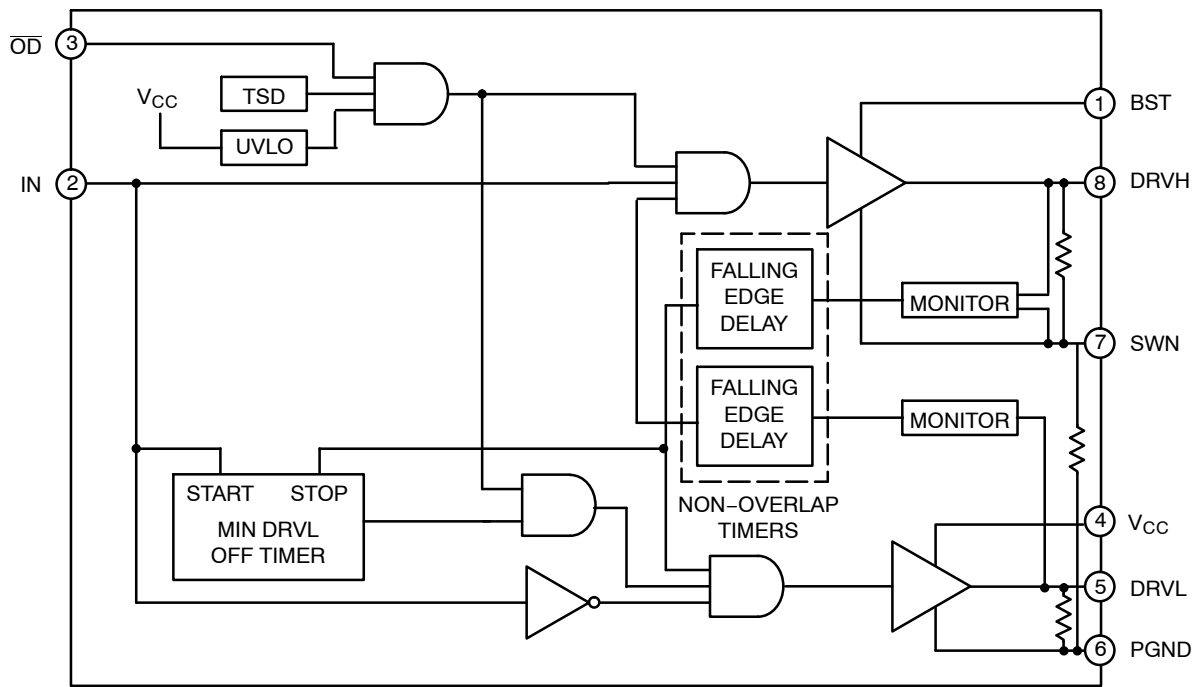 OD
3
TSD
VCC
UVLO
IN
2
1
BST
8
DRVH
FALLING
EDGE
DELAY
MONITOR
7
SWN
FALLING
EDGE
DELAY
MONITOR
START STOP
MIN DRVL
OFF TIMER
NON−OVERLAP
TIMERS
4
VCC
5
DRVL
6
PGND